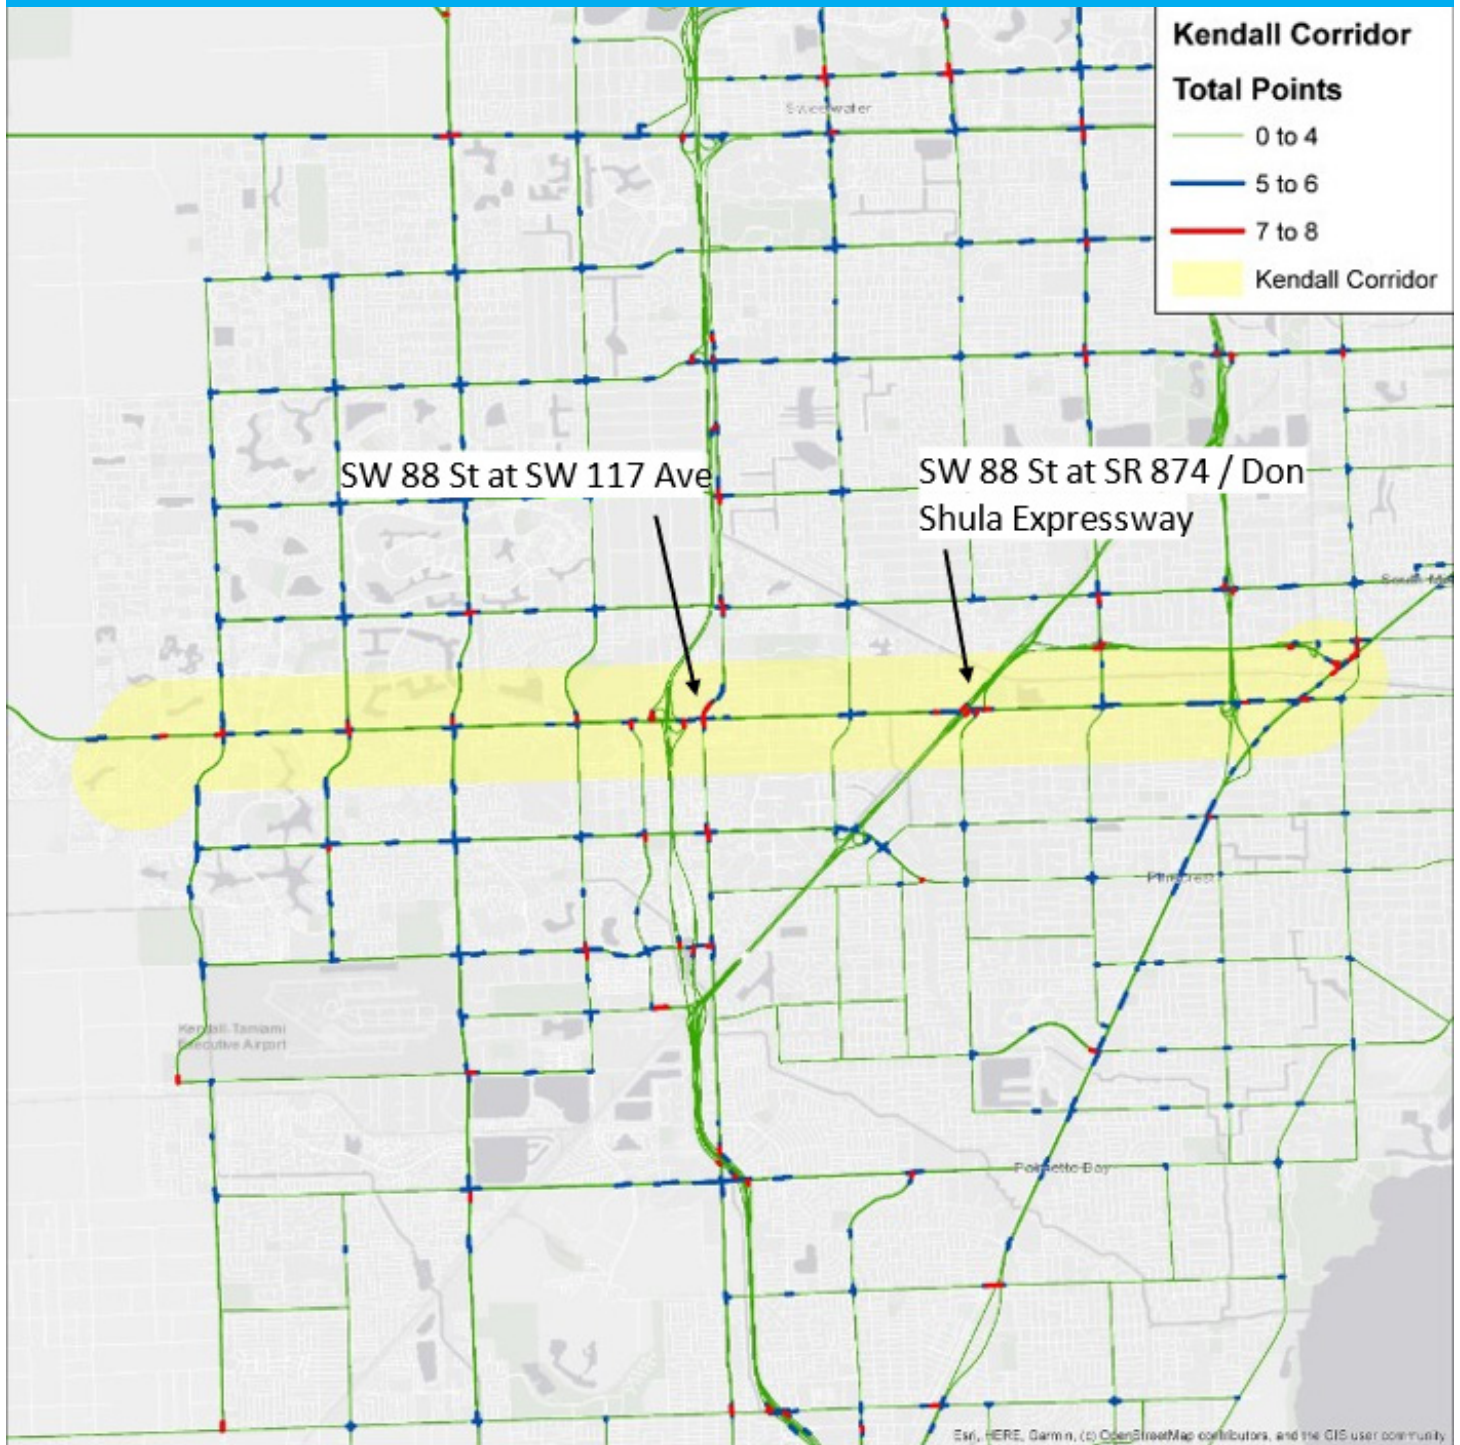 Kendall Corridor
Total Points
0 to 4
5 to 6
7 to 8
Kendall Corridor
Sweetwater
SW 88 St at SW 117 Ave
SW 88 St at SR 874 / Don
Shula Expressway
South
Pinecrest
Kendall-Tamiami
Executive Airport
Palmetto Bay
Esri, HERE, Garmin, (c) OpenStreetMap contributors, and the GIS user community